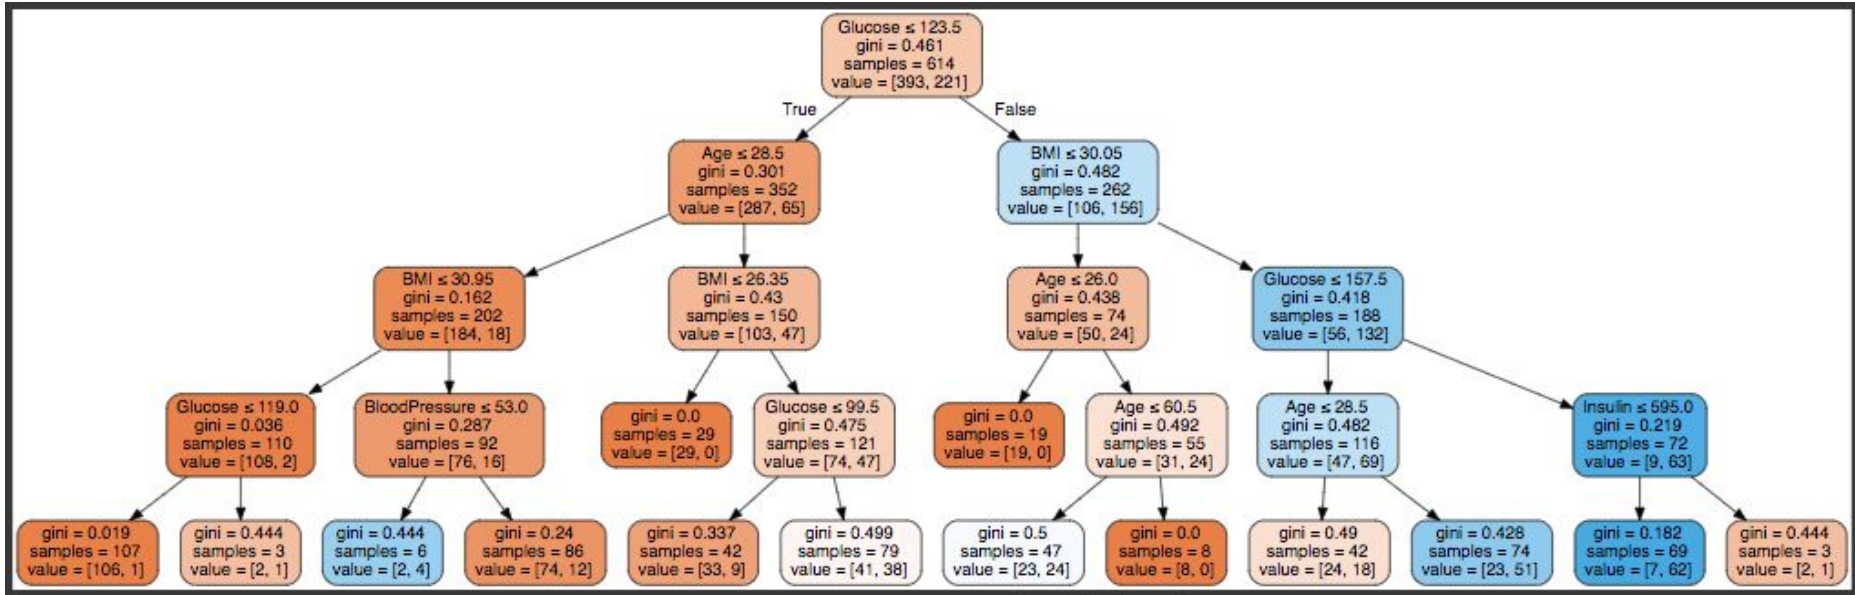 Glucose ≤ 123.5
gini = 0.461
samples = 614
value = [393, 221]
True
False
Age ≤ 28.5
gini = 0.301
samples = 352
value = [287, 65]
BMI ≤ 30.05
gini = 0.482
samples = 262
value = [106, 156]
BMI ≤ 30.95
gini = 0.162
samples = 202
value = [184, 18]
BMI ≤ 26.35
gini = 0.43
samples = 150
value = [103, 47]
Age ≤ 26.0
gini = 0.438
samples = 74
value = [50, 24]
Glucose ≤ 157.5
gini = 0.418
samples = 188
value = [56, 132]
Glucose ≤ 119.0
gini = 0.036
samples = 110
value = [108, 2]
BloodPressure ≤ 53.0
gini = 0.287
samples = 92
value = [76, 16]
gini = 0.0
samples = 29
value = [29, 0]
Glucose ≤ 99.5
gini = 0.475
samples = 121
value = [74, 47]
gini = 0.0
samples = 19
value = [19, 0]
Age ≤ 60.5
gini = 0.492
samples = 55
value = [31, 24]
Age ≤ 28.5
gini = 0.482
samples = 116
value = [47, 69]
Insulin ≤ 595.0
gini = 0.219
samples = 72
value = [9, 63]
gini = 0.019
samples = 107
value = [106, 1]
gini = 0.444
samples = 3
value = [2, 1]
gini = 0.444
samples = 6
value = [2, 4]
gini = 0.24
samples = 86
value = [74, 12]
gini = 0.337
samples = 42
value = [33, 9]
gini = 0.499
samples = 79
value = [41, 38]
gini = 0.5
samples = 47
value = [23, 24]
gini = 0.0
samples = 8
value = [8, 0]
gini = 0.49
samples = 42
value = [24, 18]
gini = 0.428
samples = 74
value = [23, 51]
gini = 0.182
samples = 69
value = [7, 62]
gini = 0.444
samples = 3
value = [2, 1]